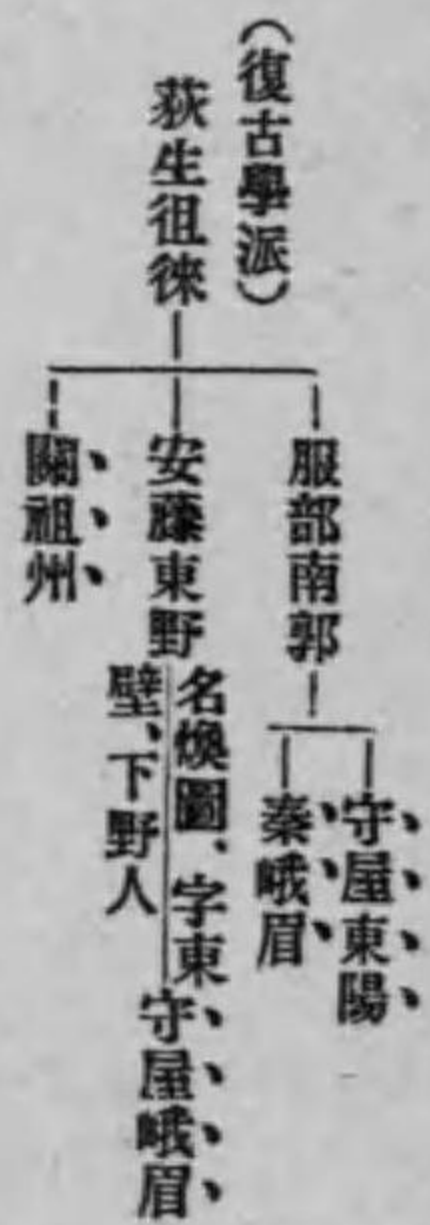 （復古學派）
荻生徂徠
服部南郭
守屋東陽
秦峨眉
安藤東野
名煥圖、字東
壁、下野人
守屋峨眉
關祖州